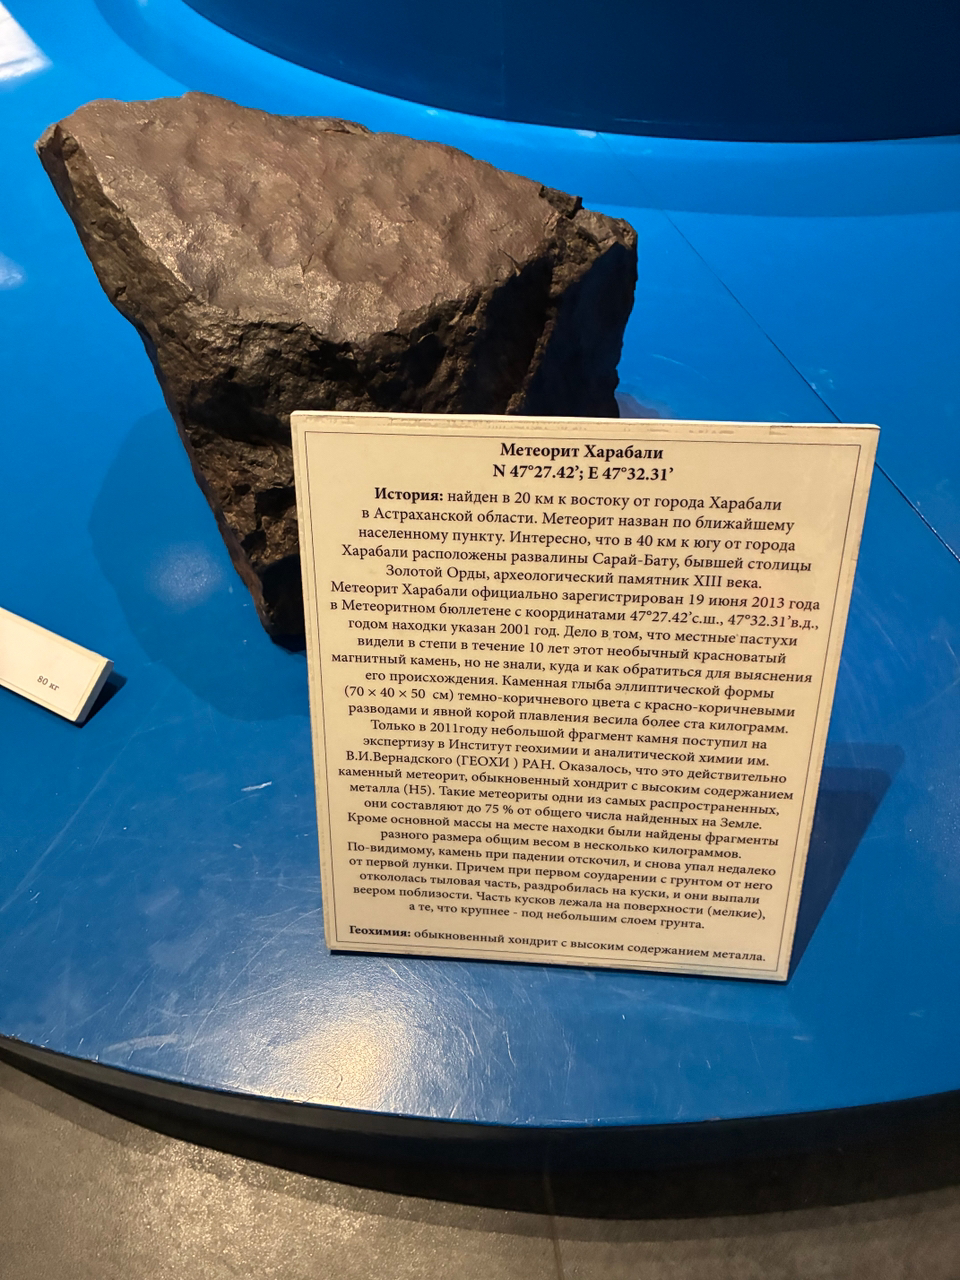 Метеорит Харабали
N 47°27.42’; E 47°32.31’
История: найден в 20 км к востоку от города Харабали
в Астраханской области. Метеорит назван по ближайшему
населенному пункту. Интересно, что в 40 км к югу от города
Харабали расположены развалины Сарай-Бату, бывшей столицы
Золотой Орды, археологический памятник XIII века.
Метеорит Харабали официально зарегистрирован 19 июня 2013 года
в Метеоритном бюллетене с координатами 47°27.42’с.ш., 47°32.31’в.д.,
годом находки указан 2001 год. Дело в том, что местные пастухи
видели в степи в течение 10 лет этот необычный красноватый
магнитный камень, но не знали, куда и как обратиться для выяснения
его происхождения. Каменная глыба эллиптической формы
(70 × 40 × 50 см) темно-коричневого цвета с красно-коричневыми
разводами и явной корой плавления весила более ста килограмм.
Только в 2011году небольшой фрагмент камня поступил на
экспертизу в Институт геохимии и аналитической химии им.
В.И.Вернадского (ГЕОХИ ) РАН. Оказалось, что это действительно
каменный метеорит, обыкновенный хондрит с высоким содержанием
металла (H5). Такие метеориты одни из самых распространенных,
они составляют до 75 % от общего числа найденных на Земле.
Кроме основной массы на месте находки были найдены фрагменты
разного размера общим весом в несколько килограммов.
По-видимому, камень при падении отскочил, и снова упал недалеко
от первой лунки. Причем при первом соударении с грунтом от него
откололась тыловая часть, раздробилась на куски, и они выпали
веером поблизости. Часть кусков лежала на поверхности (мелкие),
а те, что крупнее - под небольшим слоем грунта.
Геохимия: обыкновенный хондрит с высоким содержанием металла.
80 кг